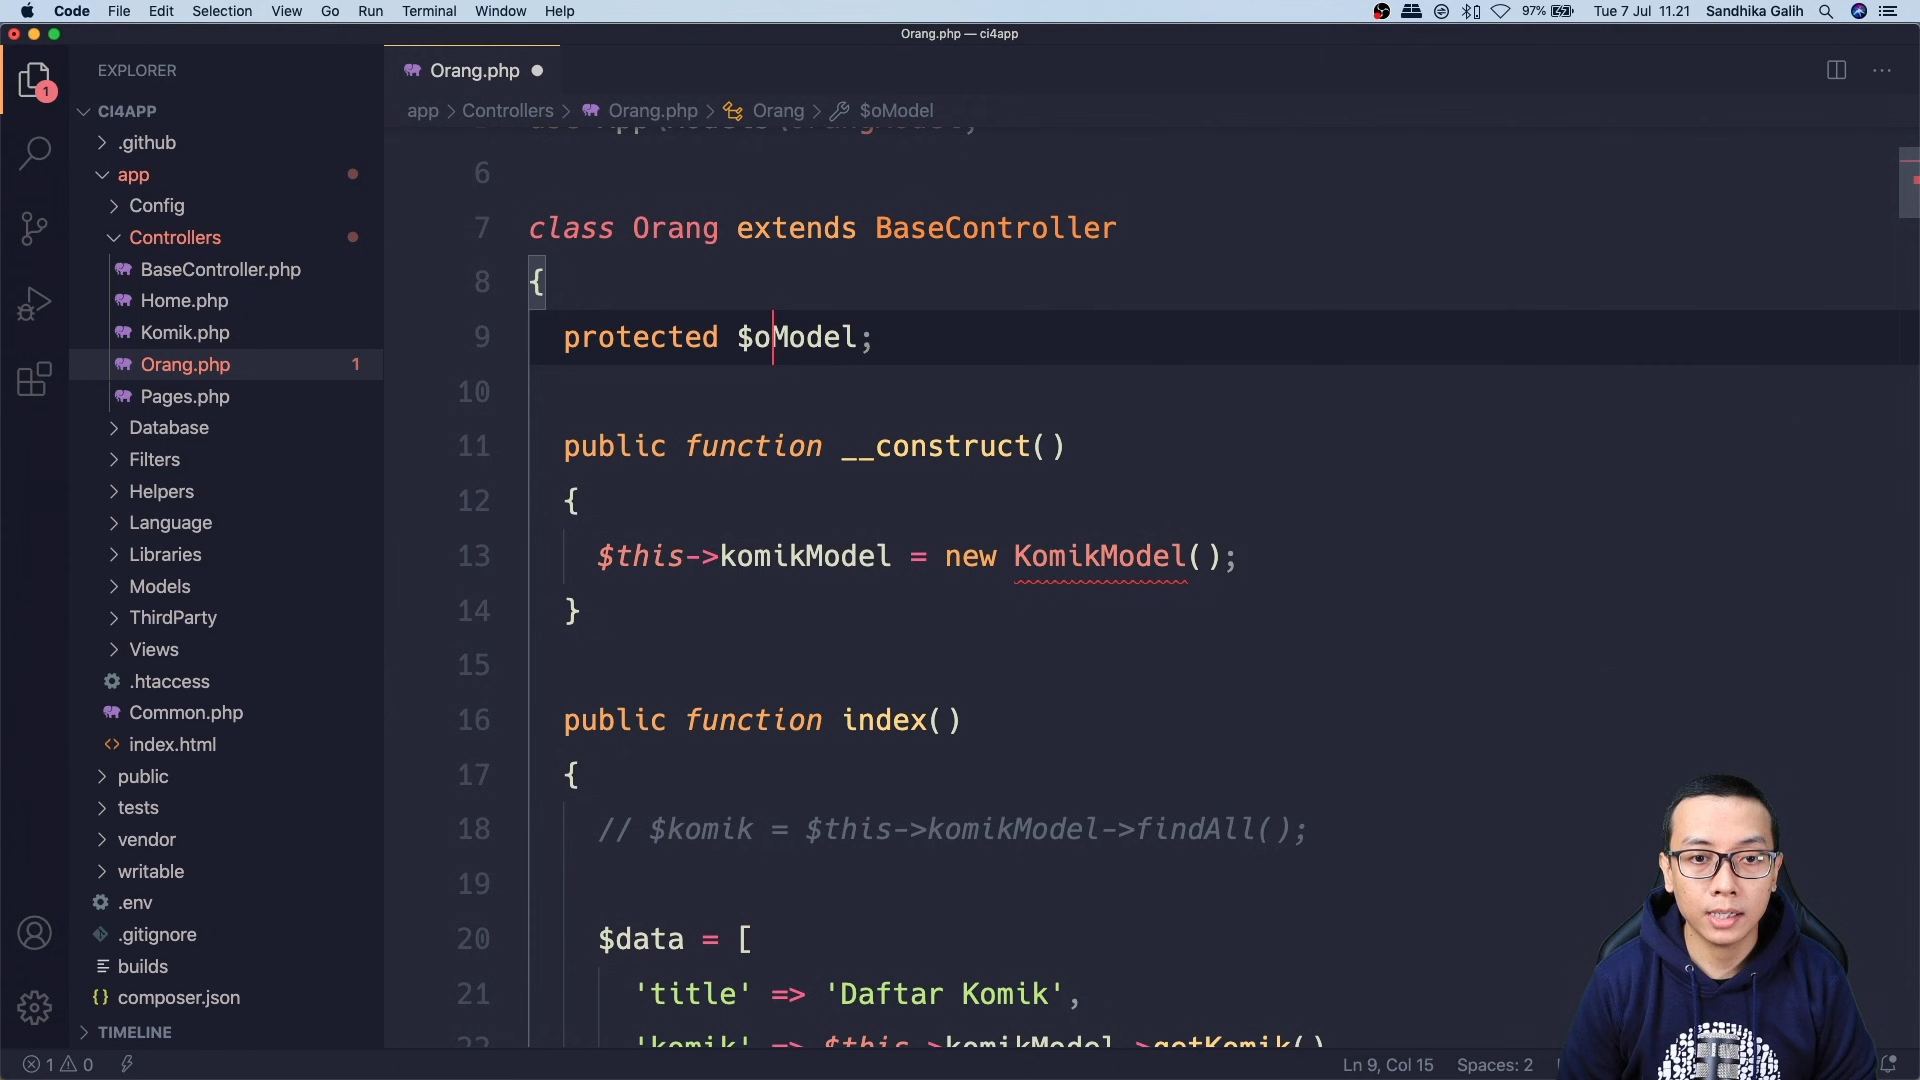 Code File Edit Selection View Go Run Terminal Window Help 97% Tue 7 Jul 11.21 Sandhika Galih
Orang.php — ci4app
EXPLORER
CI4APP
.github
app
Config
Controllers
BaseController.php
Home.php
Komik.php
Orang.php 1
Pages.php
Database
Filters
Helpers
Language
Libraries
Models
ThirdParty
Views
.htaccess
Common.php
index.html
public
tests
vendor
writable
.env
.gitignore
builds
composer.json
TIMELINE
1
Orang.php
app > Controllers > Orang.php > Orang > $oModel
6
7 class Orang extends BaseController
8 {
9 protected $oModel;
10
11 public function __construct()
12 {
13 $this->komikModel = new KomikModel();
14 }
15
16 public function index()
17 {
18 // $komik = $this->komikModel->findAll();
19
20 $data = [
21 'title' => 'Daftar Komik',
22 'komik' => $this->komikModel->getKomik()
1 0 Ln 9, Col 15 Spaces: 2